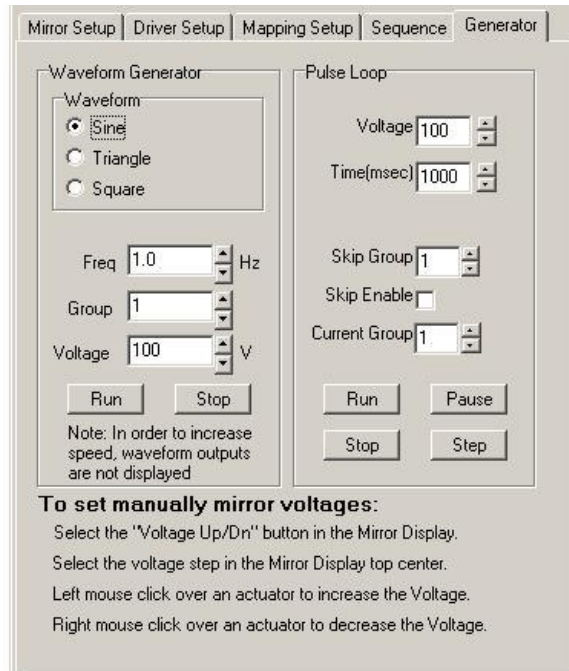 Mirror Setup Driver Setup Mapping Setup Sequence Generator
Waveform Generator
Waveform
Sine
Triangle
Square
Freq 1.0 Hz
Group 1
Voltage 100 V
Run Stop
Note: In order to increase
speed, waveform outputs
are not displayed
Pulse Loop
Voltage 100
Time(msec) 1000
Skip Group 1
Skip Enable
Current Group 1
Run Pause
Stop Step
To set manually mirror voltages:
Select the "Voltage Up/Dn" button in the Mirror Display.
Select the voltage step in the Mirror Display top center.
Left mouse click over an actuator to increase the Voltage.
Right mouse click over an actuator to decrease the Voltage.